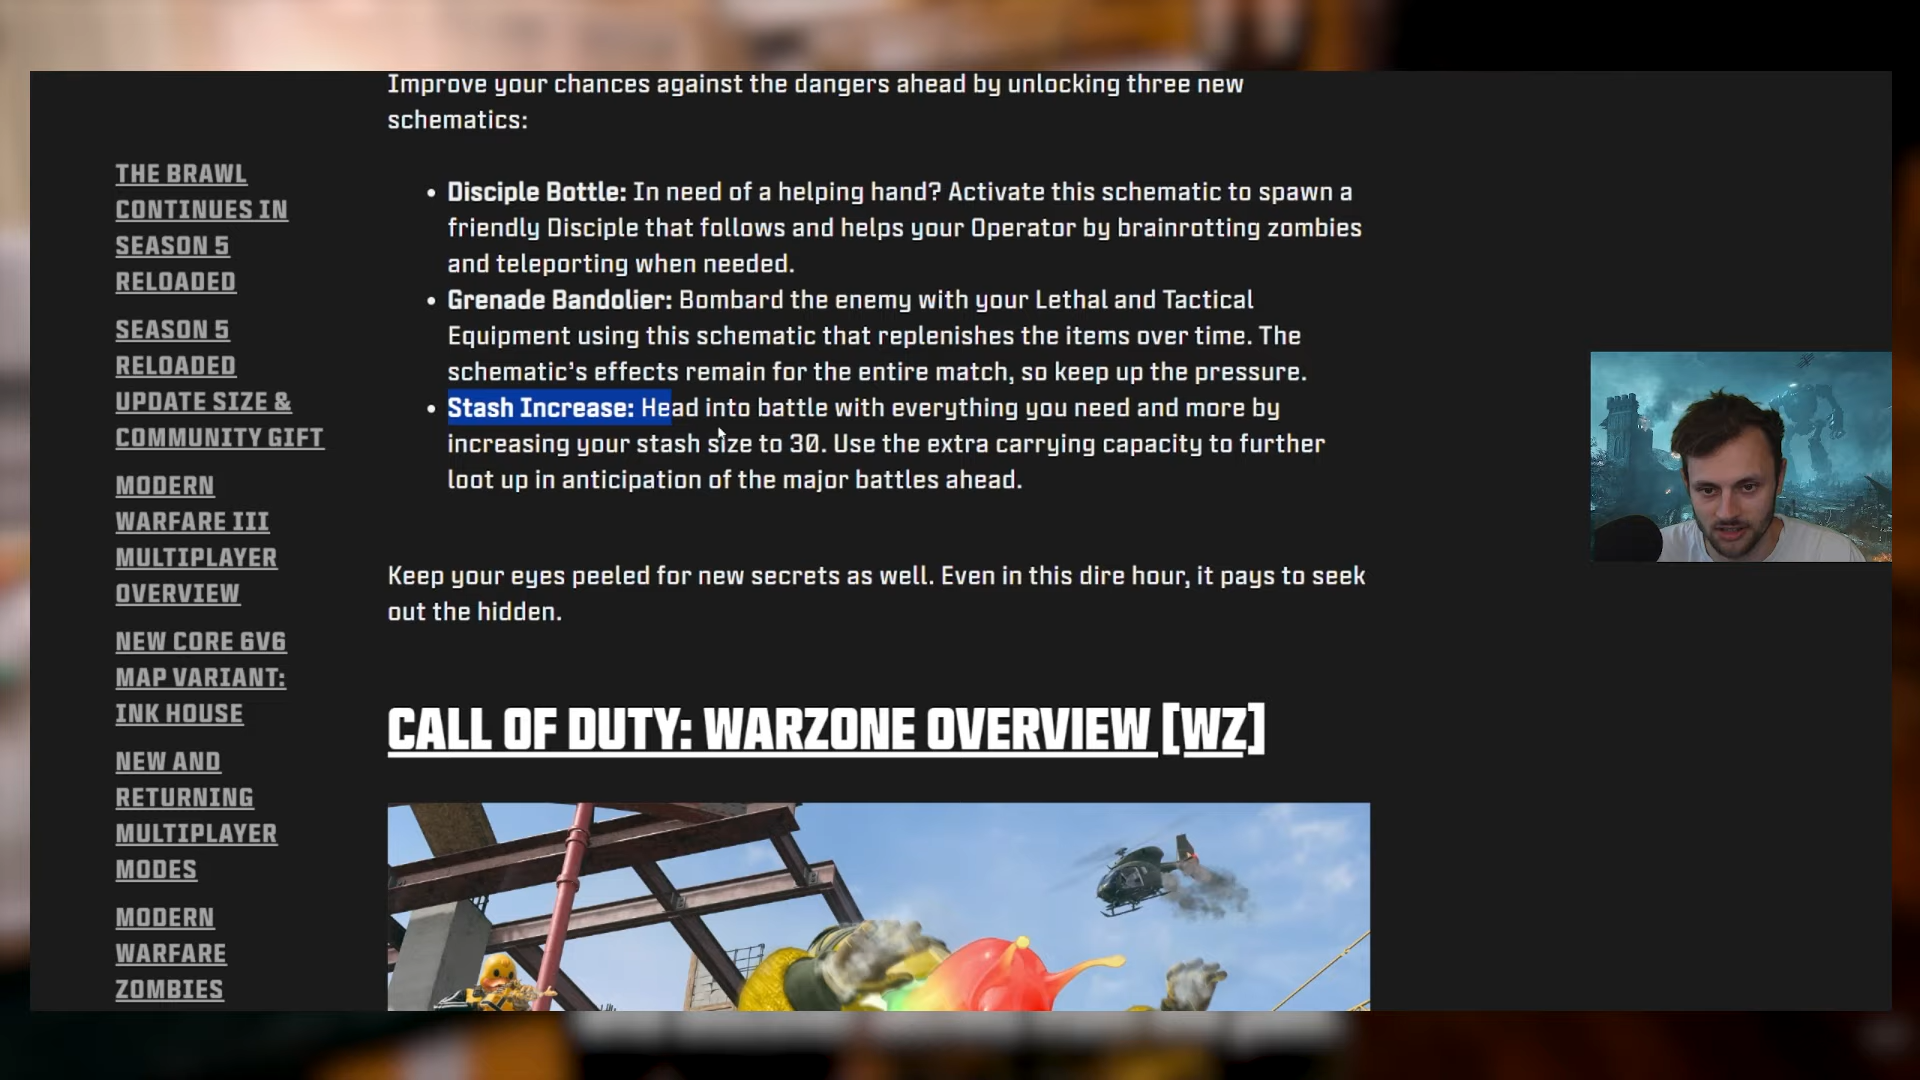 Improve your chances against the dangers ahead by unlocking three new
schematics:
THE BRAWL
CONTINUES IN
SEASON 5
RELOADED
SEASON 5
RELOADED
UPDATE SIZE &
COMMUNITY GIFT
MODERN
WARFARE III
MULTIPLAYER
OVERVIEW
NEW CORE 6V6
MAP VARIANT:
INK HOUSE
NEW AND
RETURNING
MULTIPLAYER
MODES
MODERN
WARFARE
ZOMBIES
• Disciple Bottle: In need of a helping hand? Activate this schematic to spawn a
friendly Disciple that follows and helps your Operator by brainrotting zombies
and teleporting when needed.
• Grenade Bandolier: Bombard the enemy with your Lethal and Tactical
Equipment using this schematic that replenishes the items over time. The
schematic's effects remain for the entire match, so keep up the pressure.
• Stash Increase: Head into battle with everything you need and more by
increasing your stash size to 30. Use the extra carrying capacity to further
loot up in anticipation of the major battles ahead.
Keep your eyes peeled for new secrets as well. Even in this dire hour, it pays to seek
out the hidden.
CALL OF DUTY: WARZONE OVERVIEW [WZ]